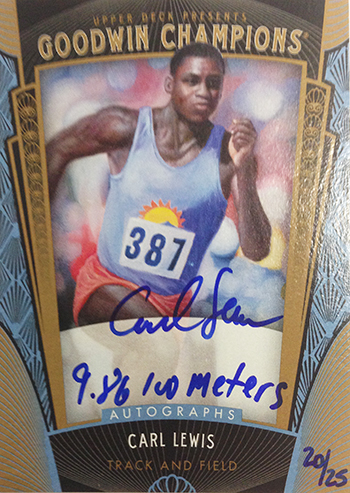 UPPER DECK PRESENTS
GOODWIN CHAMPIONS
387
Carl Lewis
9.86 100 Meters
AUTOGRAPHS
CARL LEWIS
TRACK AND FIELD
20/25